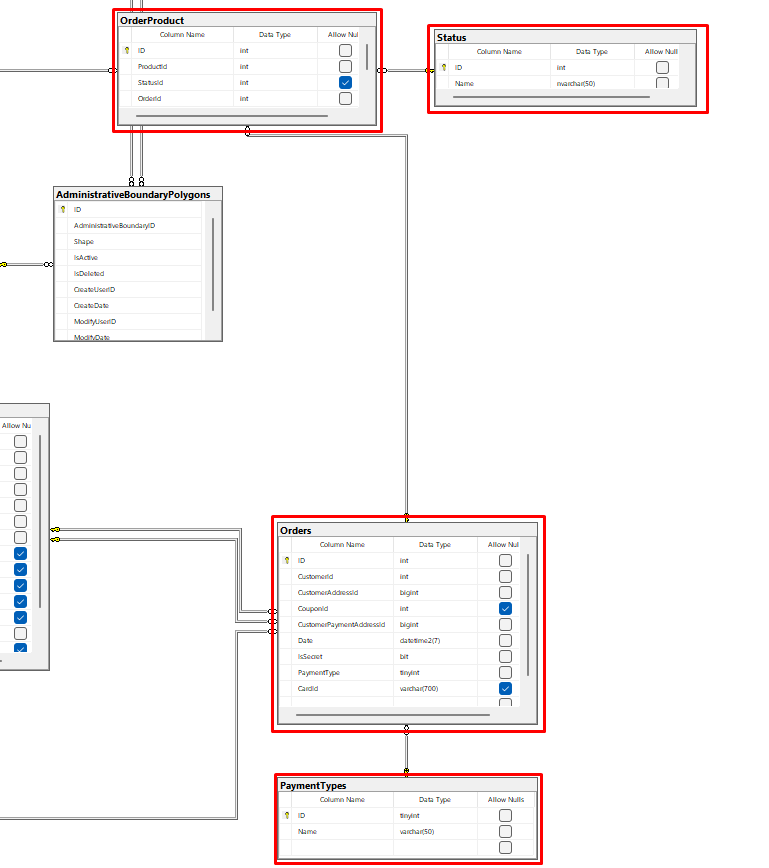 OrderProduct
Column Name Data Type Allow Nul
ID int
ProductId int
StatusId int
OrderId int
Status
Column Name Data Type Allow Null
ID int
Name nvarchar(50)
AdministrativeBoundaryPolygons
ID
AdministrativeBoundaryID
Shape
IsActive
IsDeleted
CreateUserID
CreateDate
ModifyUserID
ModifyDate
Allow Nu
Orders
Column Name Data Type Allow Nul
ID int
CustomerId int
CustomerAddressId bigint
CouponId int
CustomerPaymentAddressId bigint
Date datetime2(7)
IsSecret bit
PaymentType tinyint
CardId varchar(700)
PaymentTypes
Column Name Data Type Allow Nulls
ID tinyint
Name varchar(50)